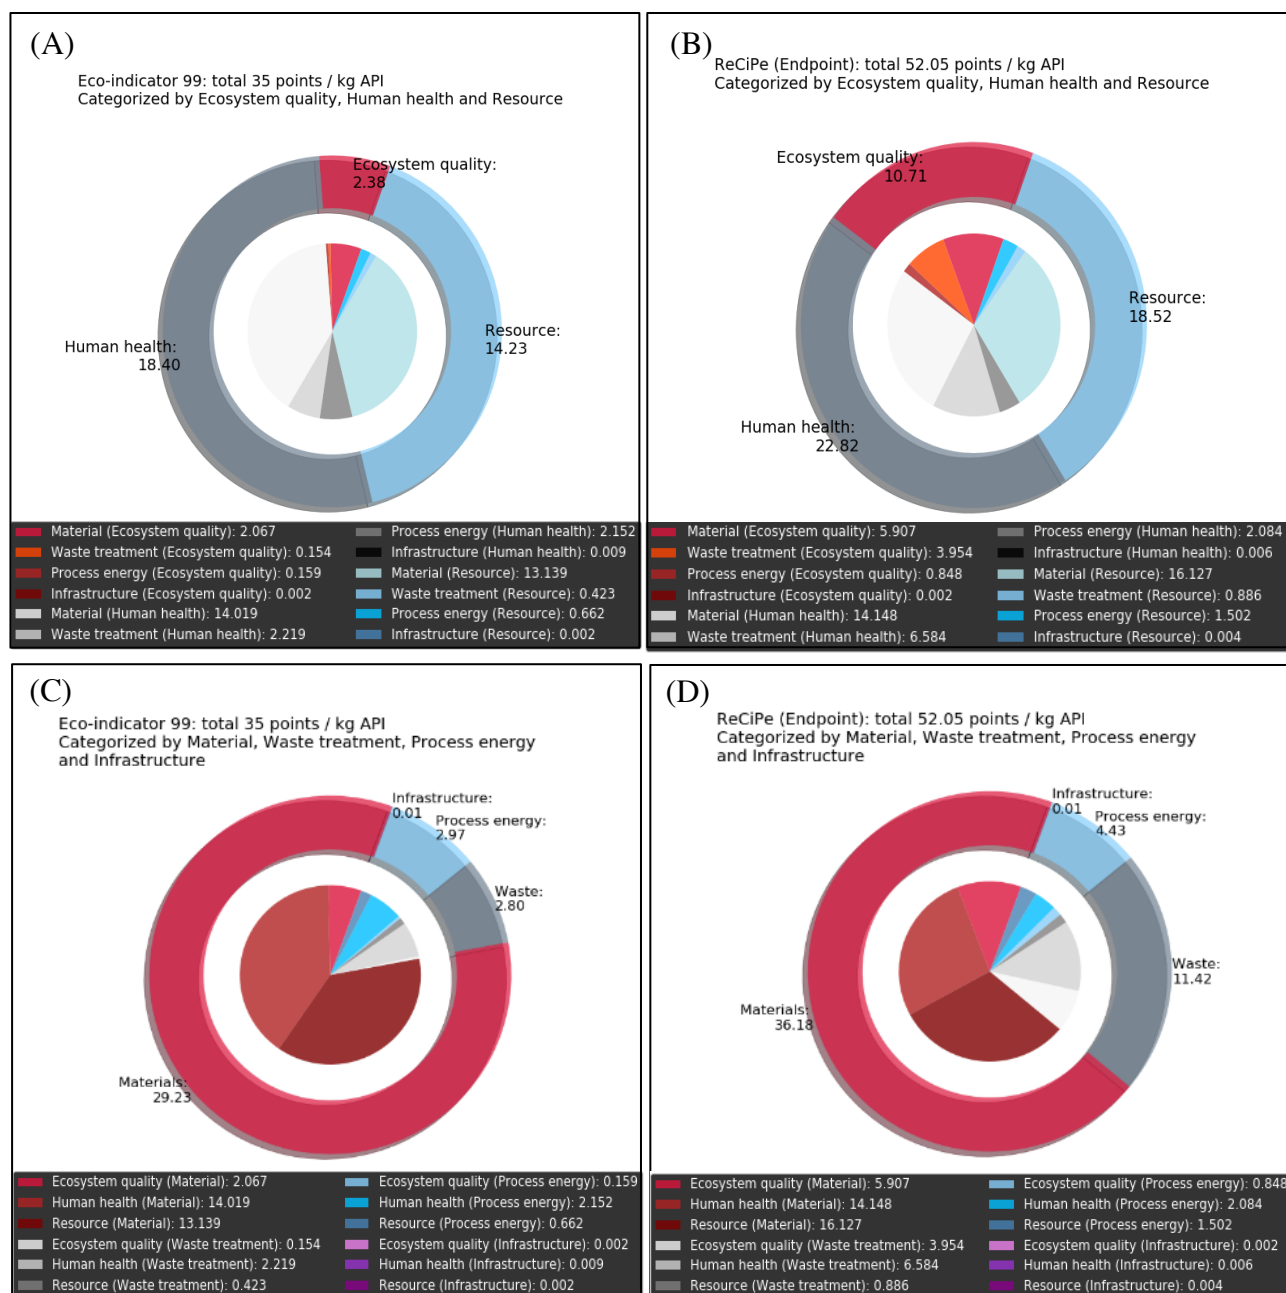 (A)
Eco-indicator 99: total 35 points / kg API
Categorized by Ecosystem quality, Human health and Resource
Ecosystem quality:
2.38
Resource:
14.23
Human health:
18.40
Material (Ecosystem quality): 2.067
Waste treatment (Ecosystem quality): 0.154
Process energy (Ecosystem quality): 0.159
Infrastructure (Ecosystem quality): 0.002
Material (Human health): 14.019
Waste treatment (Human health): 2.219
Process energy (Human health): 2.152
Infrastructure (Human health): 0.009
Material (Resource): 13.139
Waste treatment (Resource): 0.423
Process energy (Resource): 0.662
Infrastructure (Resource): 0.002
(B)
ReCiPe (Endpoint): total 52.05 points / kg API
Categorized by Ecosystem quality, Human health and Resource
Ecosystem quality:
10.71
Resource:
18.52
Human health:
22.82
Material (Ecosystem quality): 5.907
Waste treatment (Ecosystem quality): 3.954
Process energy (Ecosystem quality): 0.848
Infrastructure (Ecosystem quality): 0.002
Material (Human health): 14.148
Waste treatment (Human health): 6.584
Process energy (Human health): 2.084
Infrastructure (Human health): 0.006
Material (Resource): 16.127
Waste treatment (Resource): 0.886
Process energy (Resource): 1.502
Infrastructure (Resource): 0.004
(C)
Eco-indicator 99: total 35 points / kg API
Categorized by Material, Waste treatment, Process energy
and Infrastructure
Infrastructure:
0.01
Process energy:
2.97
Waste:
2.80
Materials:
29.23
Ecosystem quality (Material): 2.067
Human health (Material): 14.019
Resource (Material): 13.139
Ecosystem quality (Waste treatment): 0.154
Human health (Waste treatment): 2.219
Resource (Waste treatment): 0.423
Ecosystem quality (Process energy): 0.159
Human health (Process energy): 2.152
Resource (Process energy): 0.662
Ecosystem quality (Infrastructure): 0.002
Human health (Infrastructure): 0.009
Resource (Infrastructure): 0.002
(D)
ReCiPe (Endpoint): total 52.05 points / kg API
Categorized by Material, Waste treatment, Process energy
and Infrastructure
Infrastructure:
0.01
Process energy:
4.43
Waste:
11.42
Materials:
36.18
Ecosystem quality (Material): 5.907
Human health (Material): 14.148
Resource (Material): 16.127
Ecosystem quality (Waste treatment): 3.954
Human health (Waste treatment): 6.584
Resource (Waste treatment): 0.886
Ecosystem quality (Process energy): 0.848
Human health (Process energy): 2.084
Resource (Process energy): 1.502
Ecosystem quality (Infrastructure): 0.002
Human health (Infrastructure): 0.006
Resource (Infrastructure): 0.004